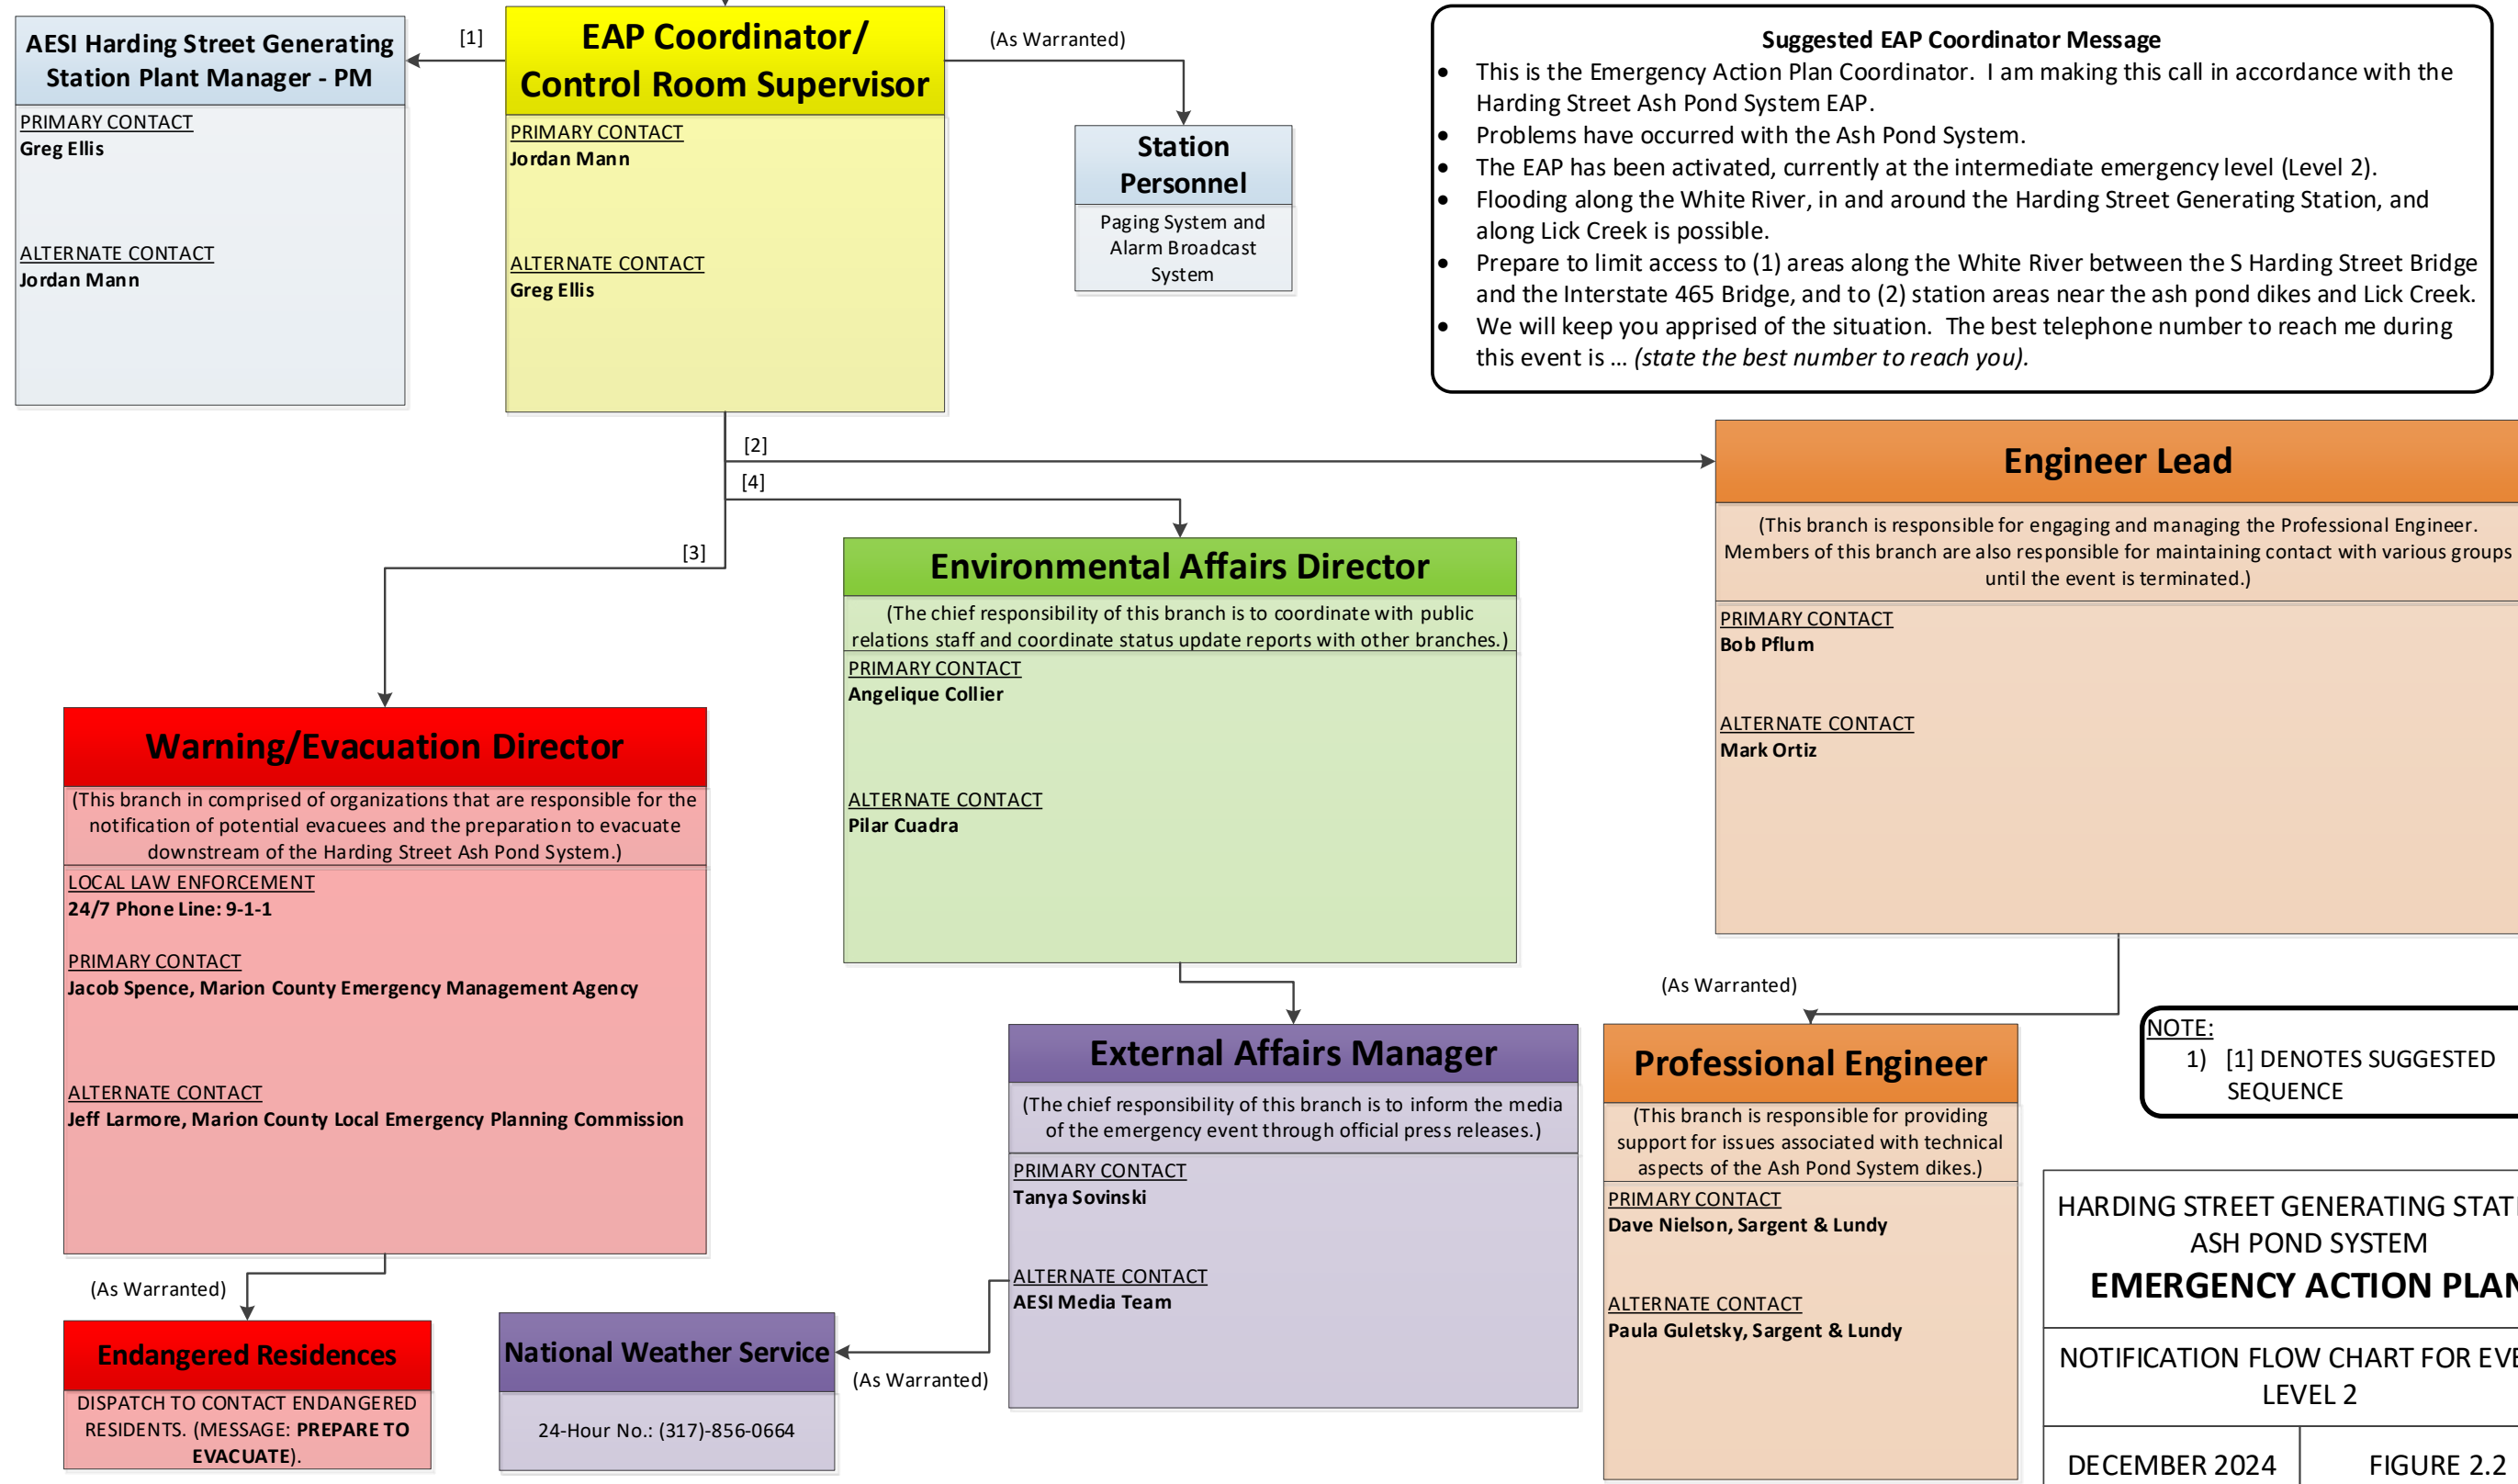 AESI Harding Street Generating
Station Plant Manager - PM
PRIMARY CONTACT
Greg Ellis
ALTERNATE CONTACT
Jordan Mann
[1]
EAP Coordinator/
Control Room Supervisor
PRIMARY CONTACT
Jordan Mann
ALTERNATE CONTACT
Greg Ellis
(As Warranted)
Station
Personnel
Paging System and
Alarm Broadcast
System
Suggested EAP Coordinator Message
• This is the Emergency Action Plan Coordinator. I am making this call in accordance with the
Harding Street Ash Pond System EAP.
• Problems have occurred with the Ash Pond System.
• The EAP has been activated, currently at the intermediate emergency level (Level 2).
• Flooding along the White River, in and around the Harding Street Generating Station, and
along Lick Creek is possible.
• Prepare to limit access to (1) areas along the White River between the S Harding Street Bridge
and the Interstate 465 Bridge, and to (2) station areas near the ash pond dikes and Lick Creek.
• We will keep you apprised of the situation. The best telephone number to reach me during
this event is ... (state the best number to reach you).
[2]
[4]
[3]
Engineer Lead
(This branch is responsible for engaging and managing the Professional Engineer.
Members of this branch are also responsible for maintaining contact with various groups
until the event is terminated.)
PRIMARY CONTACT
Bob Pflum
ALTERNATE CONTACT
Mark Ortiz
Environmental Affairs Director
(The chief responsibility of this branch is to coordinate with public
relations staff and coordinate status update reports with other branches.)
PRIMARY CONTACT
Angelique Collier
ALTERNATE CONTACT
Pilar Cuadra
Warning/Evacuation Director
(This branch in comprised of organizations that are responsible for the
notification of potential evacuees and the preparation to evacuate
downstream of the Harding Street Ash Pond System.)
LOCAL LAW ENFORCEMENT
24/7 Phone Line: 9-1-1
PRIMARY CONTACT
Jacob Spence, Marion County Emergency Management Agency
ALTERNATE CONTACT
Jeff Larmore, Marion County Local Emergency Planning Commission
(As Warranted)
Endangered Residences
DISPATCH TO CONTACT ENDANGERED
RESIDENTS. (MESSAGE: PREPARE TO
EVACUATE).
External Affairs Manager
(The chief responsibility of this branch is to inform the media
of the emergency event through official press releases.)
PRIMARY CONTACT
Tanya Sovinski
ALTERNATE CONTACT
AESI Media Team
(As Warranted)
National Weather Service
24-Hour No.: (317)-856-0664
(As Warranted)
Professional Engineer
(This branch is responsible for providing
support for issues associated with technical
aspects of the Ash Pond System dikes.)
PRIMARY CONTACT
Dave Nielson, Sargent & Lundy
ALTERNATE CONTACT
Paula Guletsky, Sargent & Lundy
NOTE:
1) [1] DENOTES SUGGESTED
SEQUENCE
HARDING STREET GENERATING STATI
ASH POND SYSTEM
EMERGENCY ACTION PLAN
NOTIFICATION FLOW CHART FOR EVE
LEVEL 2
DECEMBER 2024
FIGURE 2.2